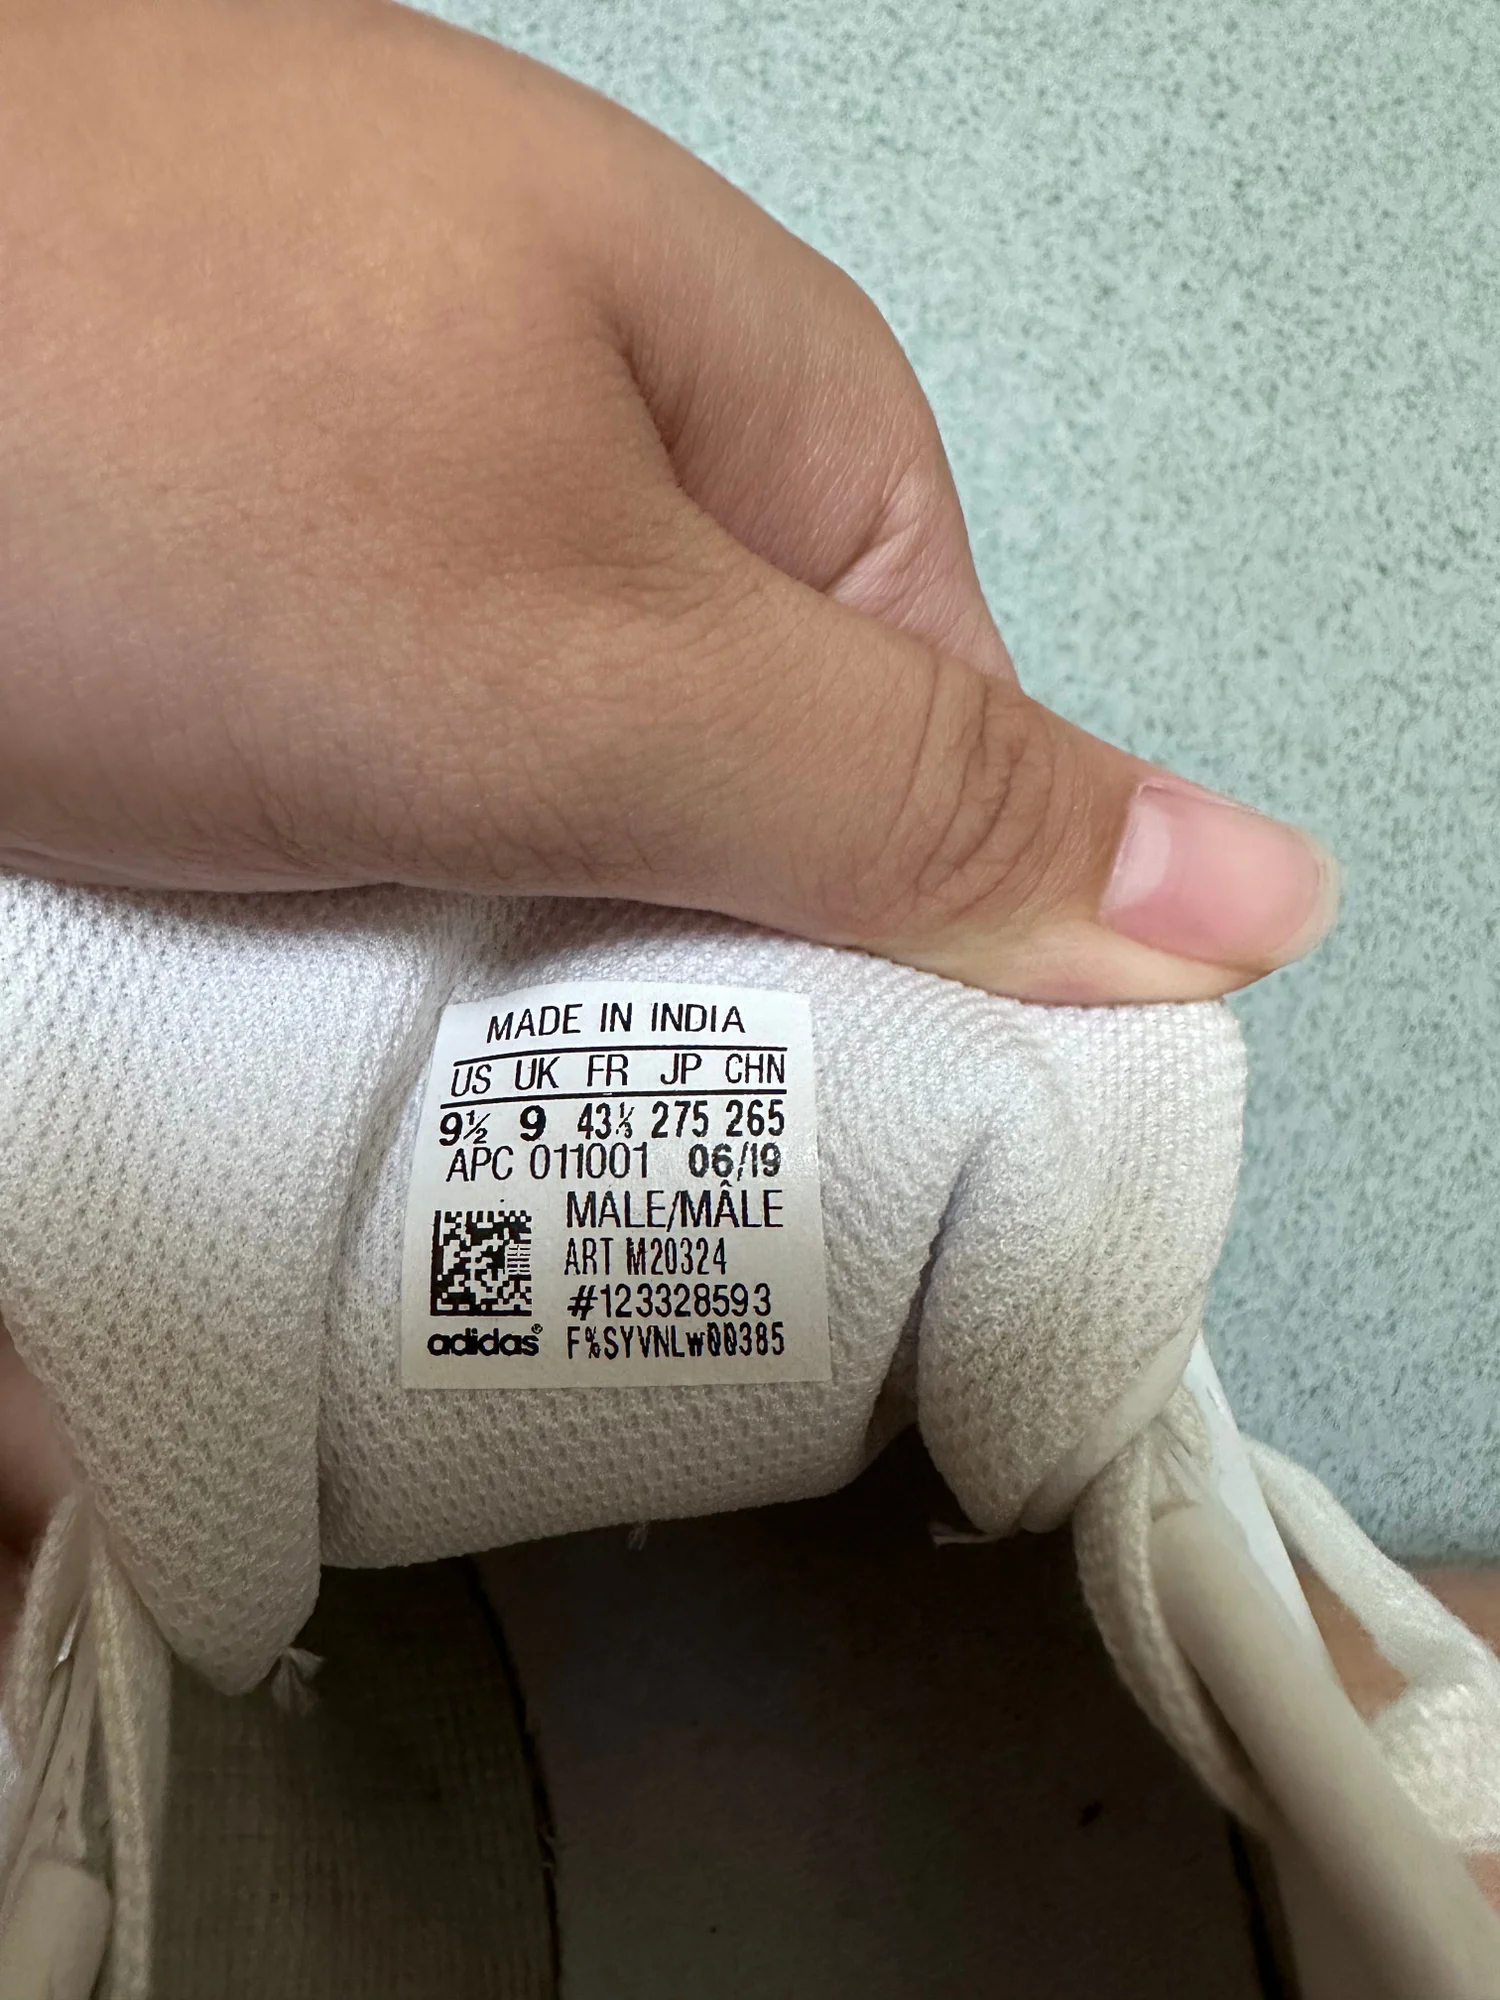 MADE IN INDIA
US UK FR JP CHN
9½ 9 43⅓ 275 265
APC 011001 06/19
MALE/MÂLE
ART M20324
#123328593
adidas® F%SYVNLw00385